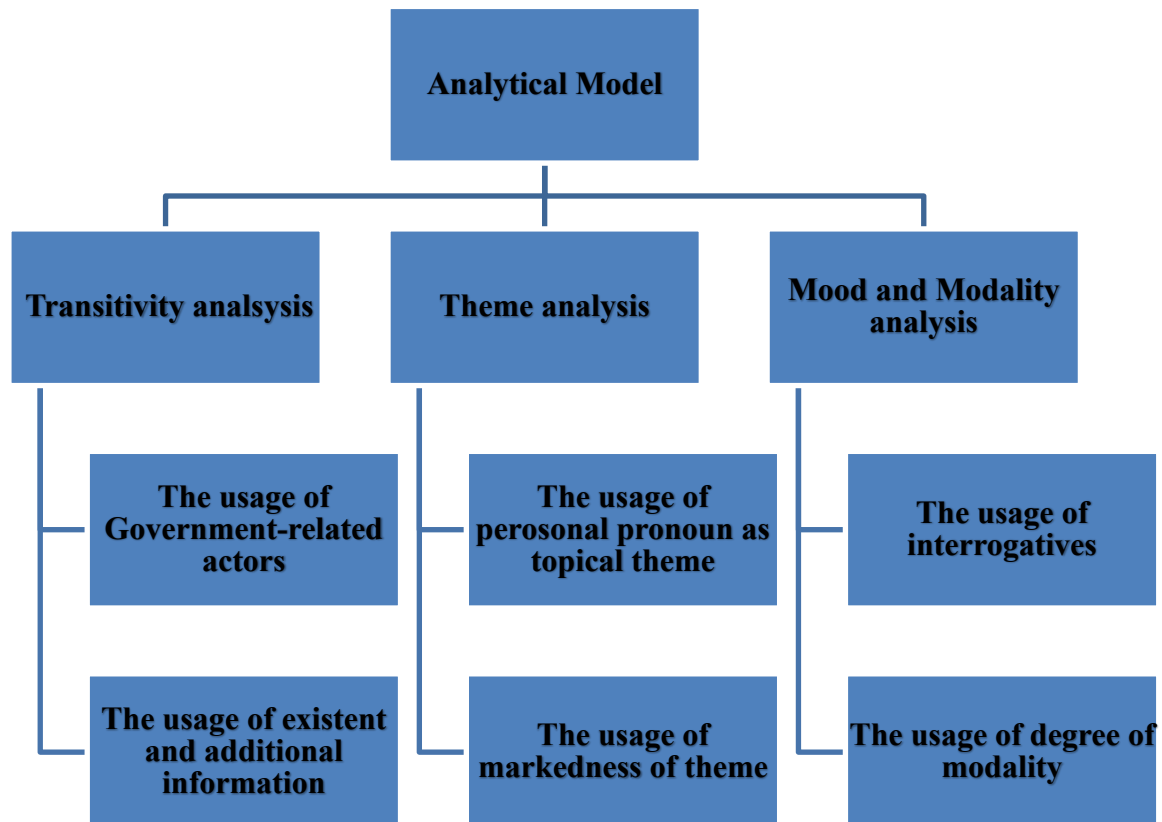 Analytical Model
Transitivity analsysis
Theme analysis
Mood and Modality
analysis
The usage of
Government-related
actors
The usage of
perosonal pronoun as
topical theme
The usage of
interrogatives
The usage of existent
and additional
information
The usage of
markedness of theme
The usage of degree of
modality